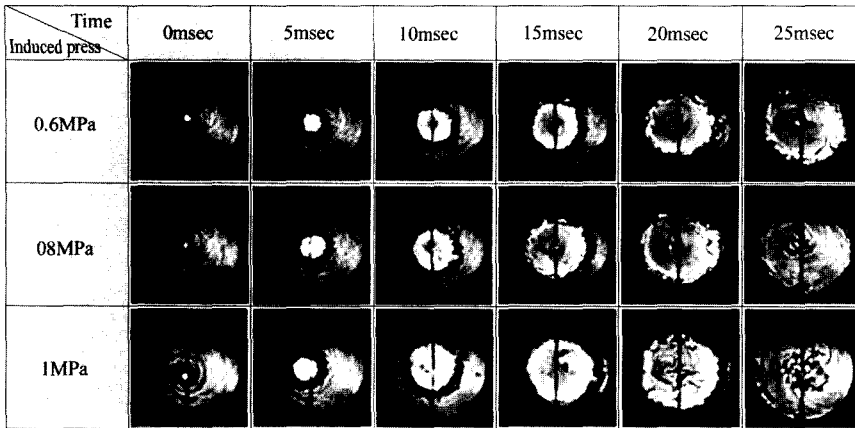 Time
Induced press
0msec 5msec 10msec 15msec 20msec 25msec
0.6MPa
08MPa
1MPa